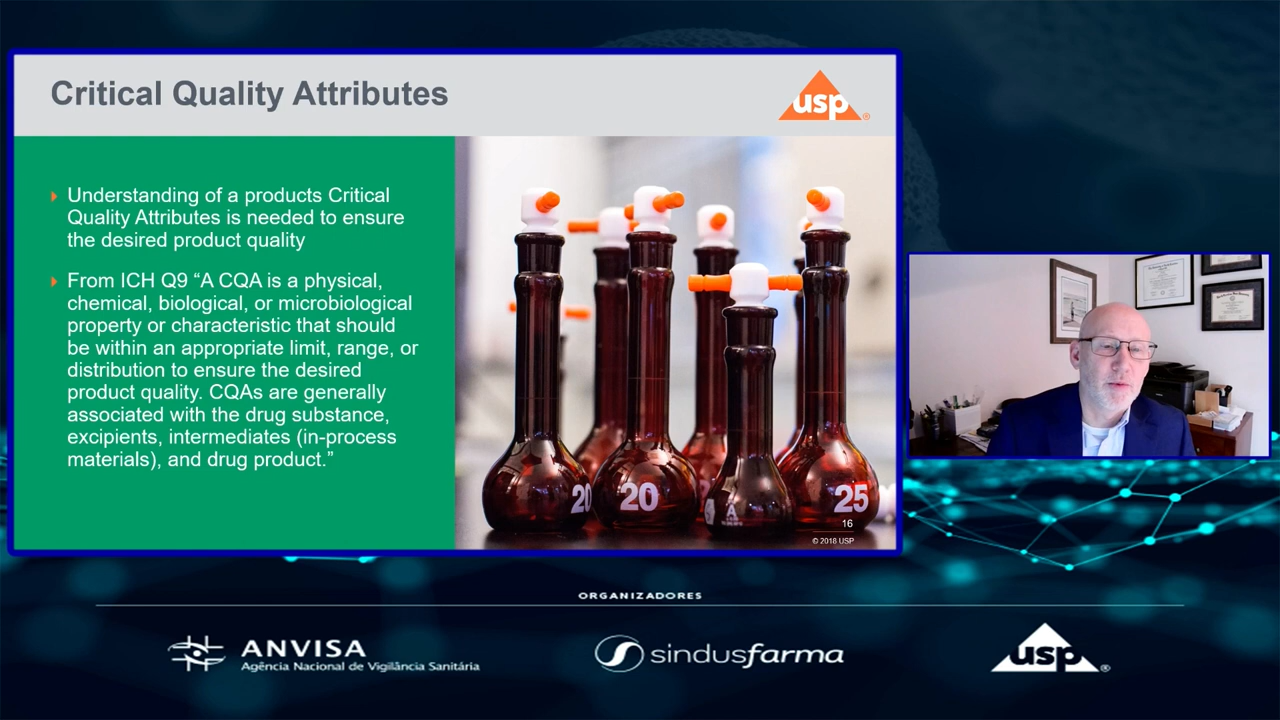 Critical Quality Attributes
usp®
Understanding of a products Critical
Quality Attributes is needed to ensure
the desired product quality
From ICH Q9 “A CQA is a physical,
chemical, biological, or microbiological
property or characteristic that should
be within an appropriate limit, range, or
distribution to ensure the desired
product quality. CQAs are generally
associated with the drug substance,
excipients, intermediates (in-process
materials), and drug product.”
20
20
A
25
16
© 2018 USP
ORGANIZADORES
ANVISA
Agência Nacional de Vigilância Sanitária
sindusfarma
usp®